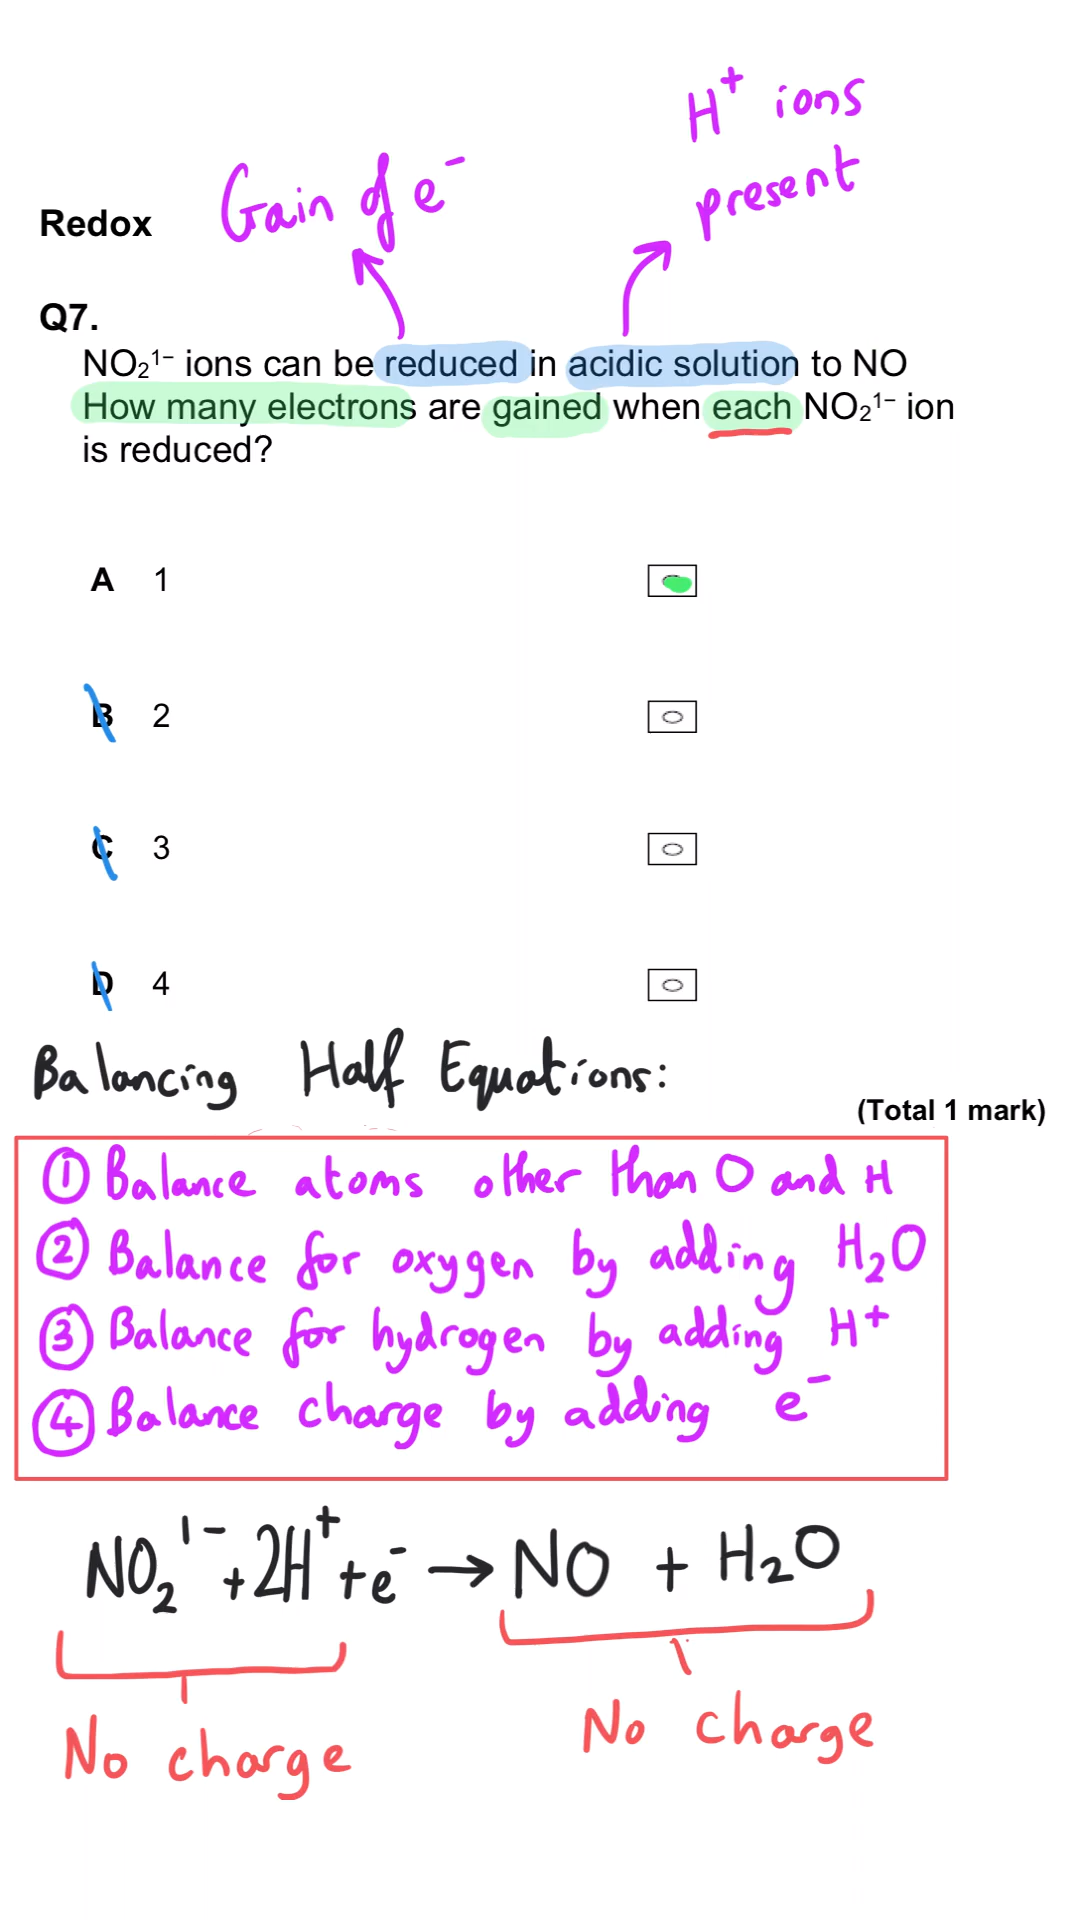 H⁺ ions
present
Gain of e⁻
Redox
Q7.
NO₂¹⁻ ions can be reduced in acidic solution to NO
How many electrons are gained when each NO₂¹⁻ ion
is reduced?
A 1
B 2
C 3
D 4
Balancing Half Equations:
(Total 1 mark)
① Balance atoms other than O and H
② Balance for oxygen by adding H₂O
③ Balance for hydrogen by adding H⁺
④ Balance charge by adding e⁻
NO₂¹⁻ + 2H⁺ + e⁻ → NO + H₂O
No charge
No charge